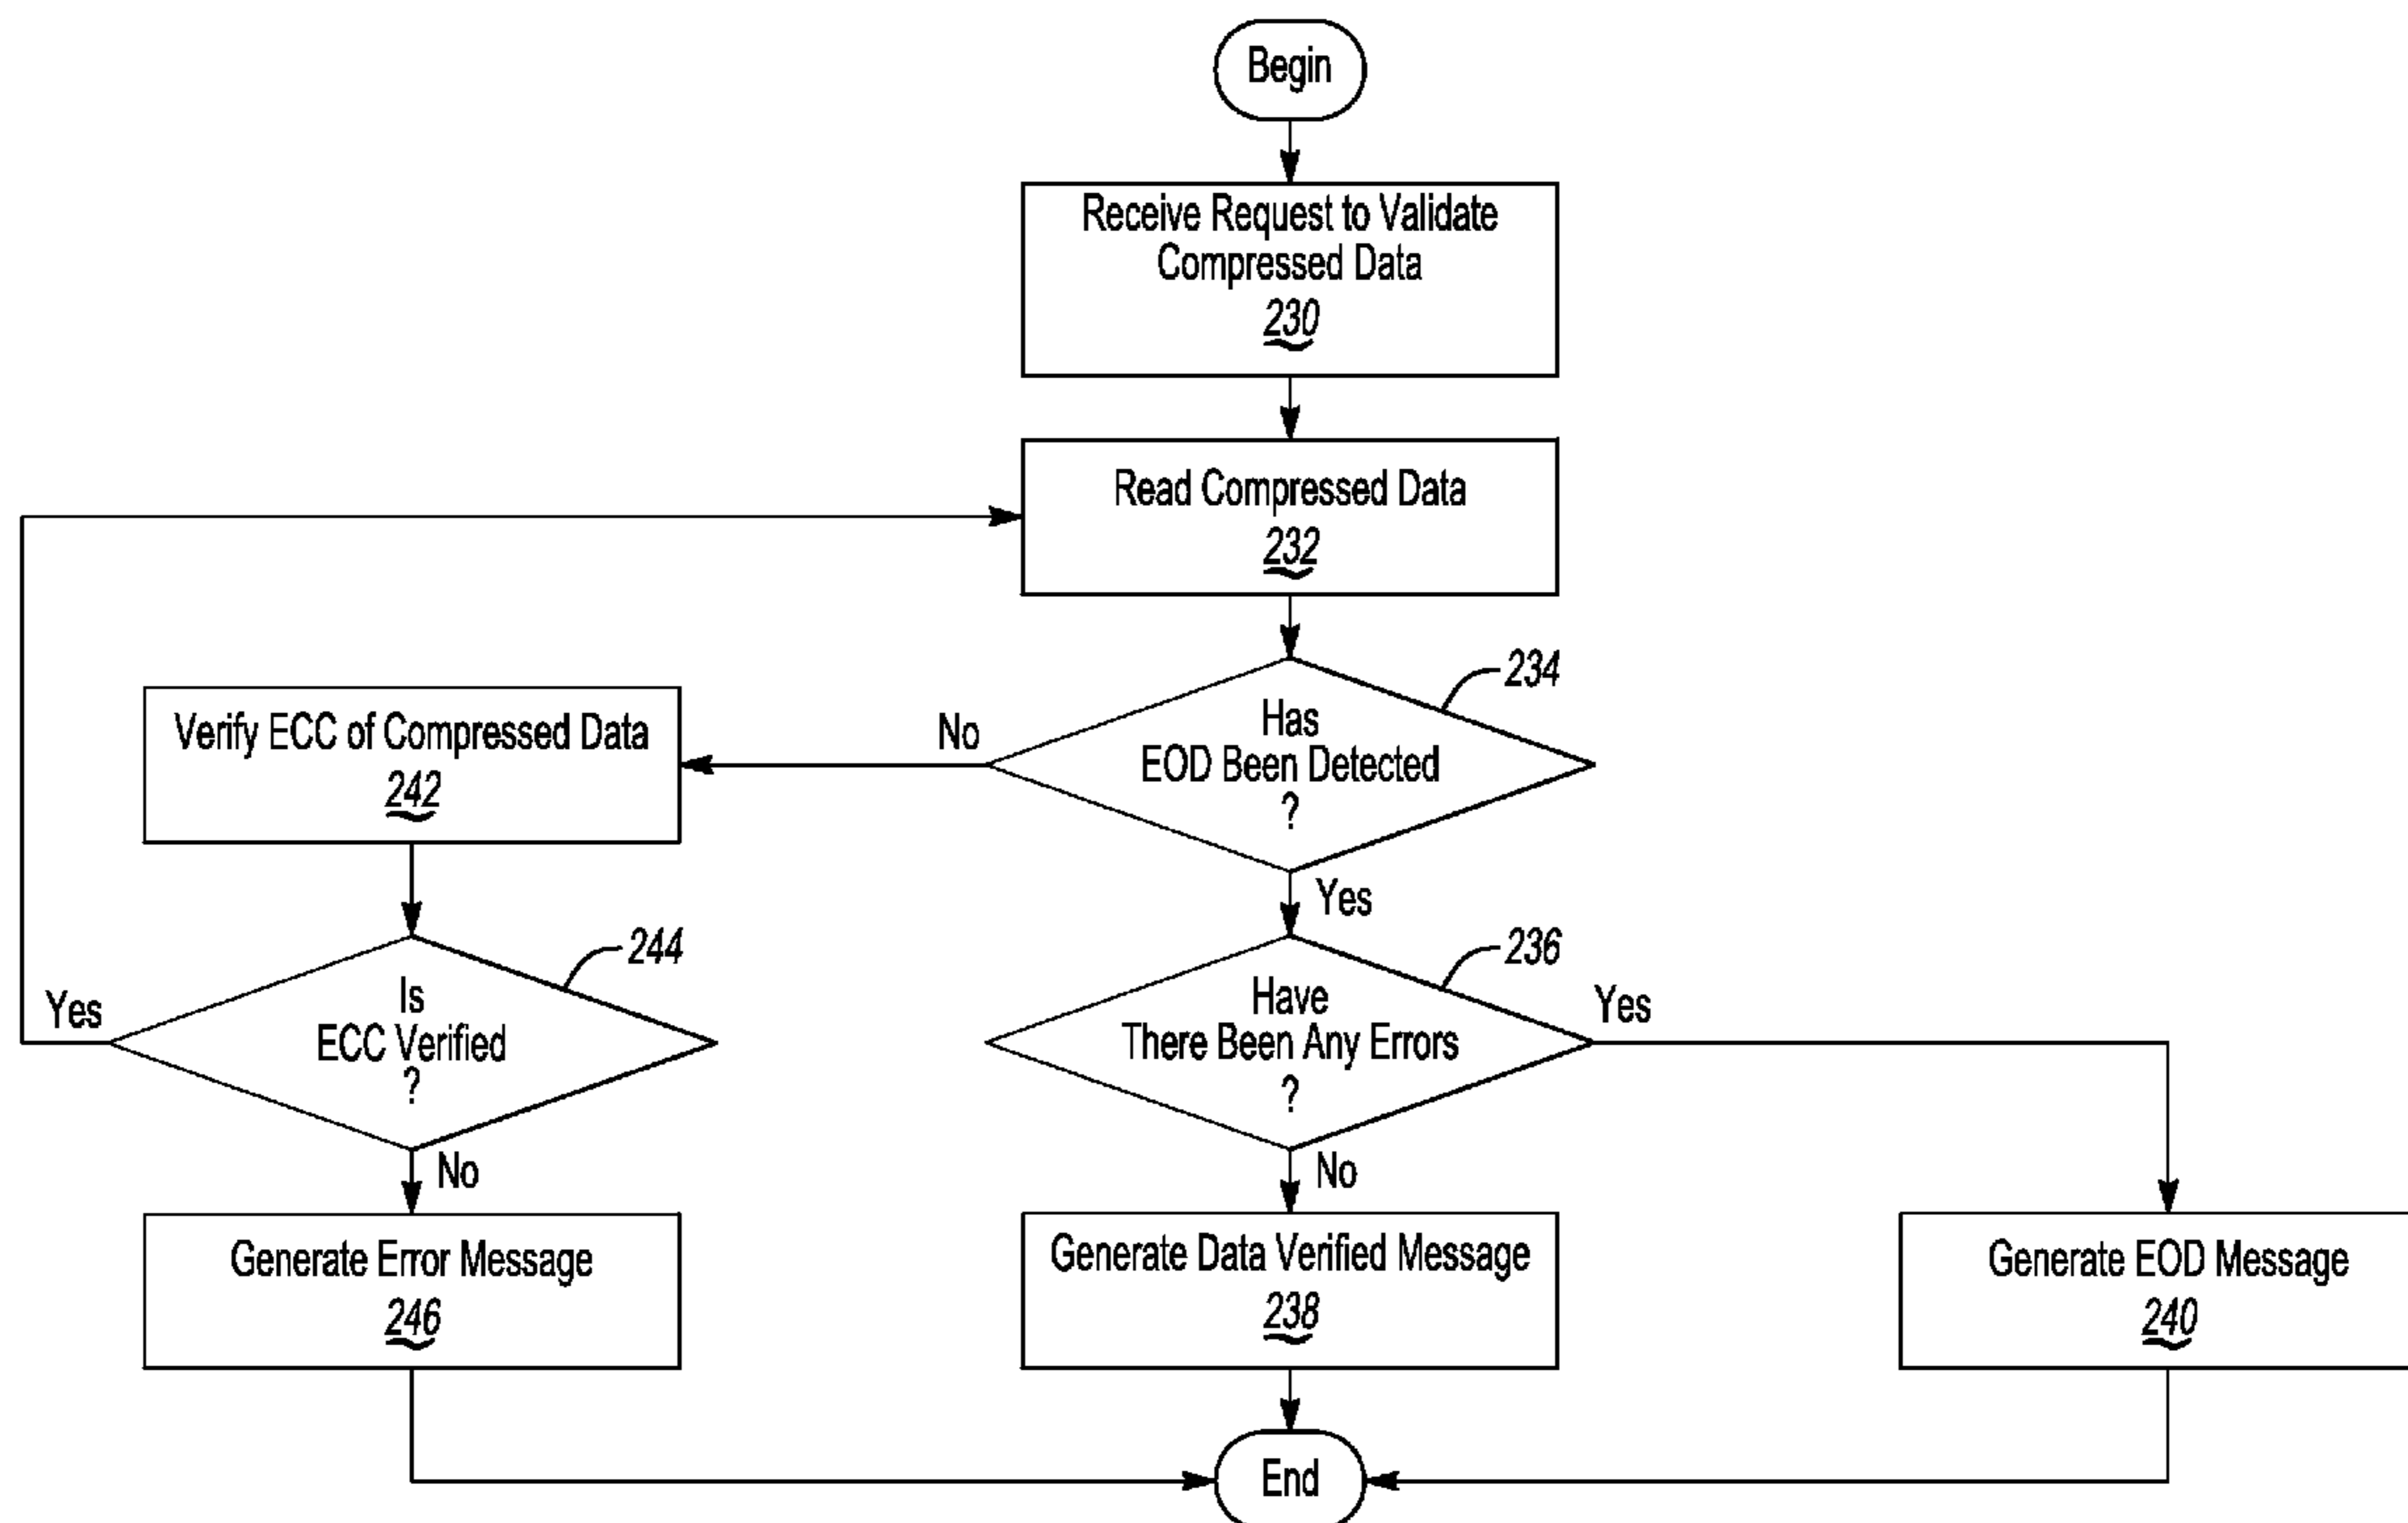 Begin
Receive Request to Validate
Compressed Data
230
Read Compressed Data
232
234
Has
EOD Been Detected
?
No
Yes
Verify ECC of Compressed Data
242
244
Is
ECC Verified
?
Yes
No
236
Have
There Been Any Errors
?
Yes
No
Generate Error Message
246
Generate Data Verified Message
238
Generate EOD Message
240
End